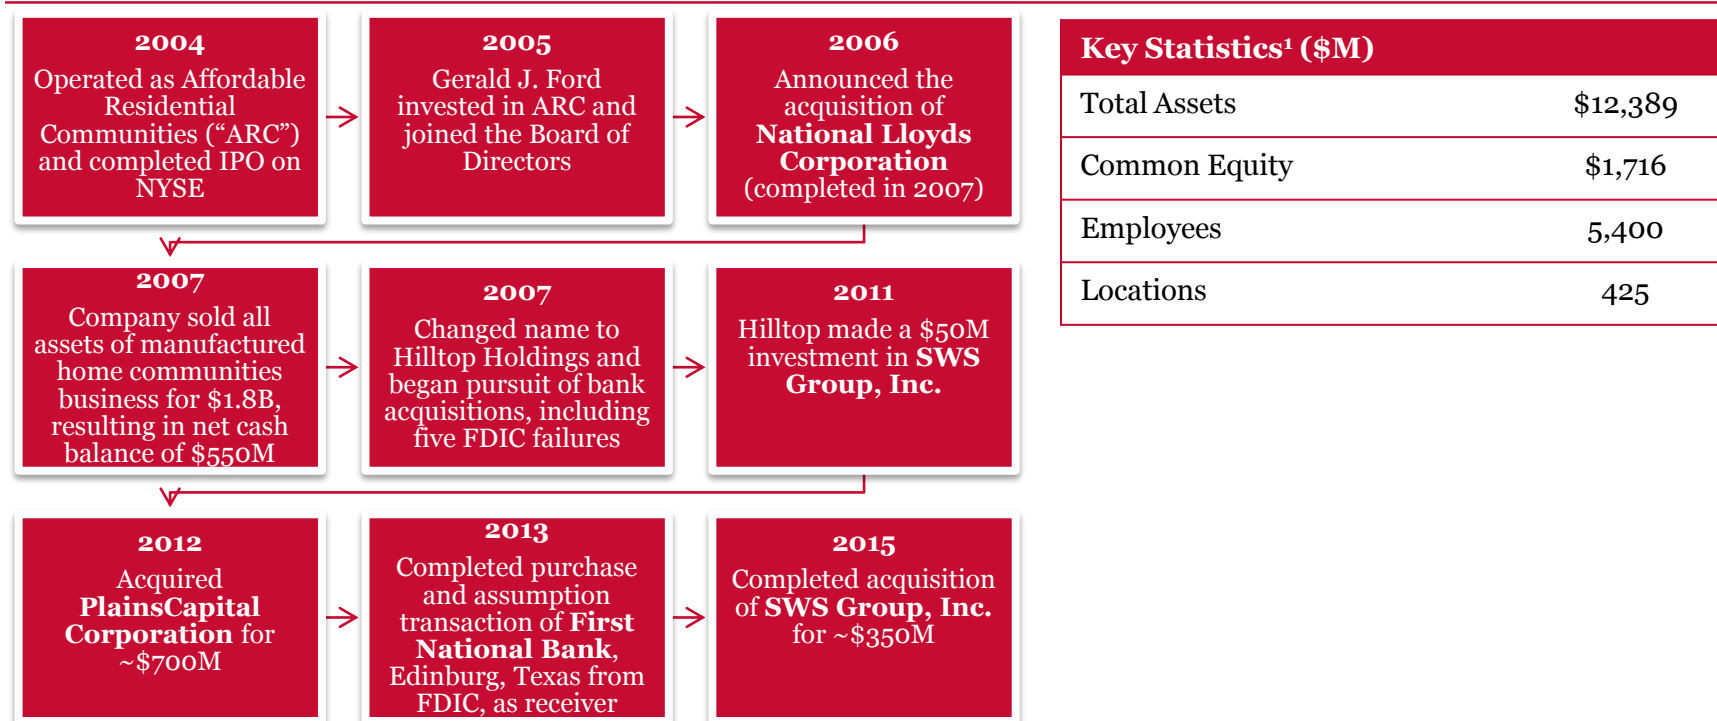 2004
Operated as Affordable
Residential
Communities (“ARC”)
and completed IPO on
NYSE
2005
Gerald J. Ford
invested in ARC and
joined the Board of
Directors
2006
Announced the
acquisition of
National Lloyds
Corporation
(completed in 2007)
2007
Company sold all
assets of manufactured
home communities
business for $1.8B,
resulting in net cash
balance of $550M
2007
Changed name to
Hilltop Holdings and
began pursuit of bank
acquisitions, including
five FDIC failures
2011
Hilltop made a $50M
investment in SWS
Group, Inc.
2012
Acquired
PlainsCapital
Corporation for
~$700M
2013
Completed purchase
and assumption
transaction of First
National Bank,
Edinburg, Texas from
FDIC, as receiver
2015
Completed acquisition
of SWS Group, Inc.
for ~$350M
Key Statistics¹ ($M)
Total Assets $12,389
Common Equity $1,716
Employees 5,400
Locations 425